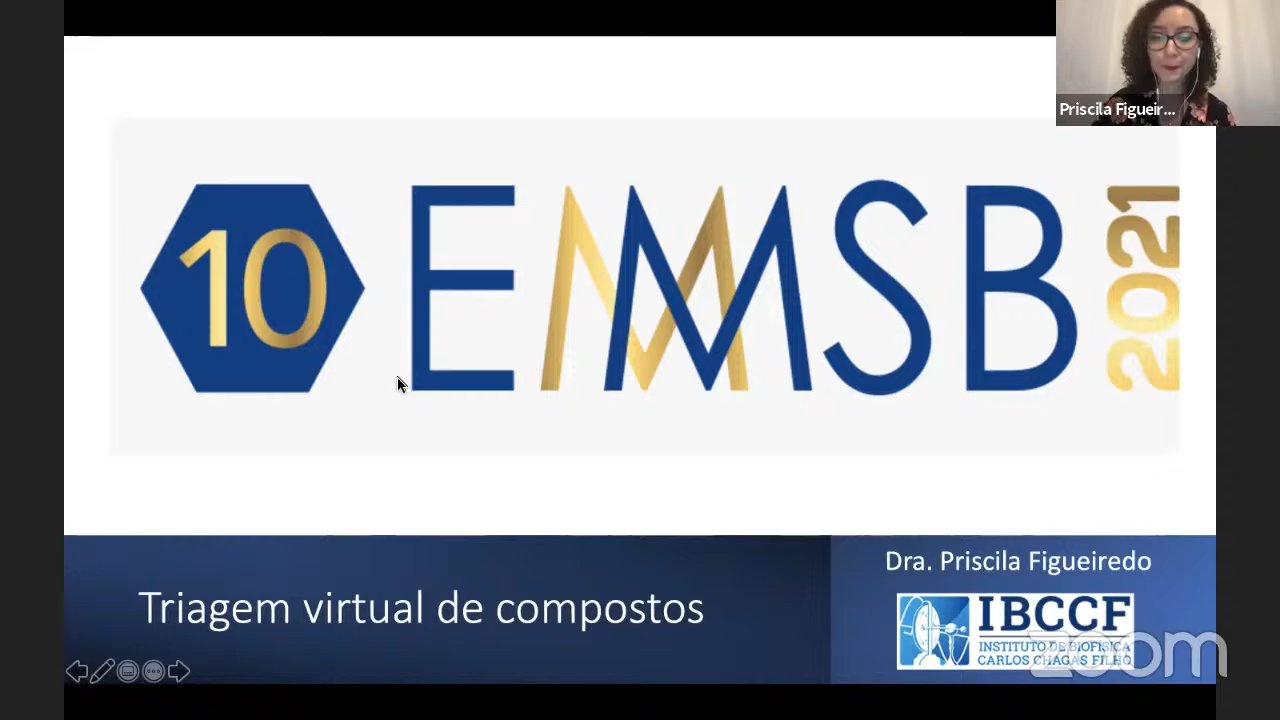 Priscila Figueir...
10 EMMSB 2021
Dra. Priscila Figueiredo
Triagem virtual de compostos
IBCCF
INSTITUTO DE BIOFÍSICA
CARLOS CHAGAS FILHO
zoom